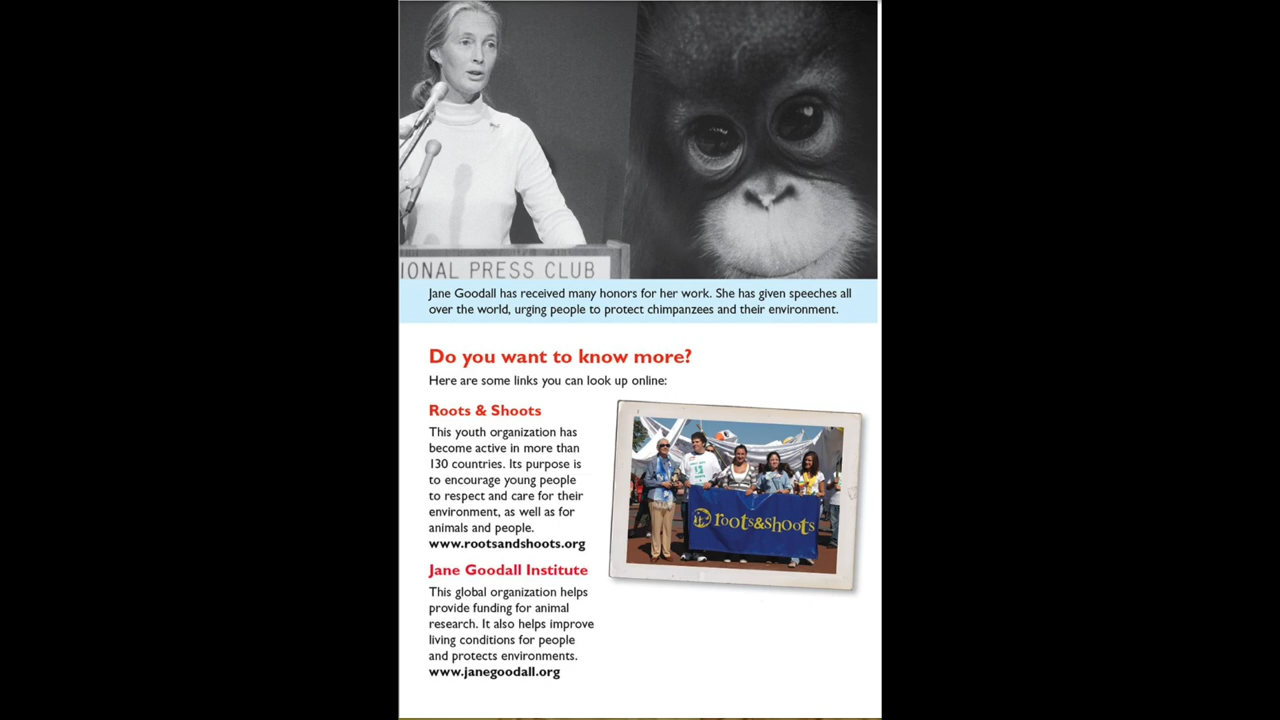 IONAL PRESS CLUB
Jane Goodall has received many honors for her work. She has given speeches all
over the world, urging people to protect chimpanzees and their environment.
Do you want to know more?
Here are some links you can look up online:
Roots & Shoots
This youth organization has
become active in more than
130 countries. Its purpose is
to encourage young people
to respect and care for their
environment, as well as for
animals and people.
www.rootsandshoots.org
roots&shoots
Jane Goodall Institute
This global organization helps
provide funding for animal
research. It also helps improve
living conditions for people
and protects environments.
www.janegoodall.org